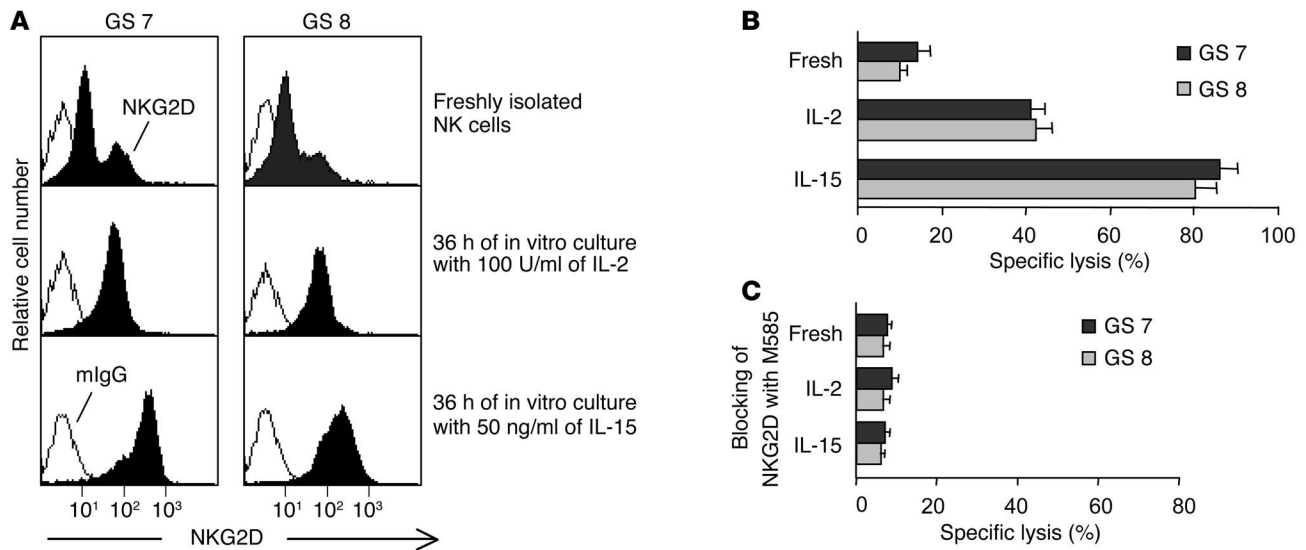 A
GS 7
GS 8
Relative cell number
NKG2D
mIgG
Freshly isolated
NK cells
36 h of in vitro culture
with 100 U/ml of IL-2
36 h of in vitro culture
with 50 ng/ml of IL-15
10¹ 10² 10³
10¹ 10² 10³
NKG2D
B
Fresh
IL-2
IL-15
GS 7
GS 8
0 20 40 60 80 100
Specific lysis (%)
C
Blocking of
NKG2D with M585
Fresh
IL-2
IL-15
GS 7
GS 8
0 20 40 60 80
Specific lysis (%)